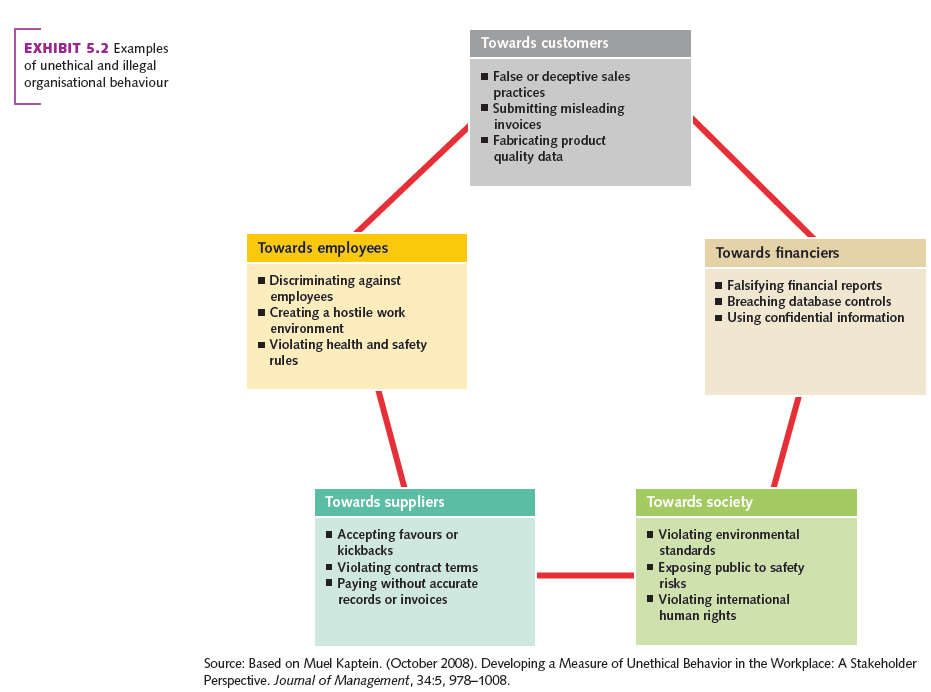 EXHIBIT 5.2 Examples
of unethical and illegal
organisational behaviour
Towards customers
■ False or deceptive sales
practices
■ Submitting misleading
invoices
■ Fabricating product
quality data
Towards employees
■ Discriminating against
employees
■ Creating a hostile work
environment
■ Violating health and safety
rules
Towards financiers
■ Falsifying financial reports
■ Breaching database controls
■ Using confidential information
Towards suppliers
■ Accepting favours or
kickbacks
■ Violating contract terms
■ Paying without accurate
records or invoices
Towards society
■ Violating environmental
standards
■ Exposing public to safety
risks
■ Violating international
human rights
Source: Based on Muel Kaptein. (October 2008). Developing a Measure of Unethical Behavior in the Workplace: A Stakeholder
Perspective. Journal of Management, 34:5, 978–1008.